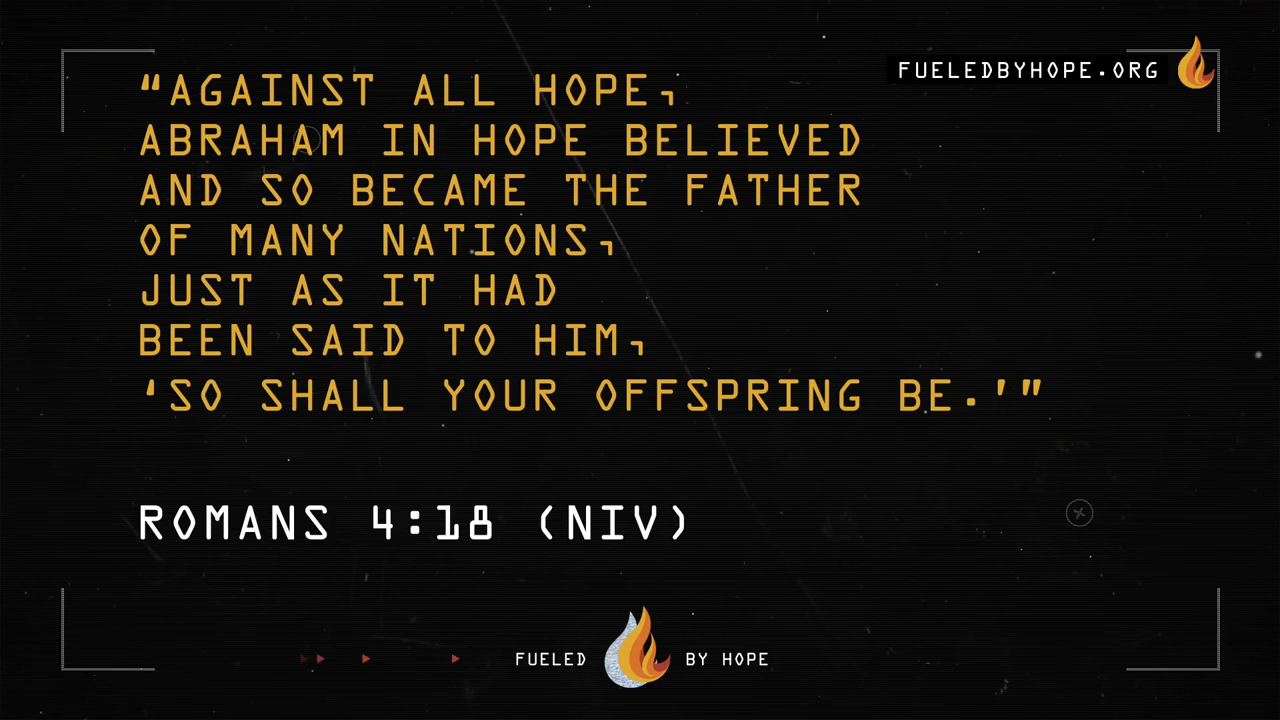 FUELEDBYHOPE.ORG
“AGAINST ALL HOPE,
ABRAHAM IN HOPE BELIEVED
AND SO BECAME THE FATHER
OF MANY NATIONS,
JUST AS IT HAD
BEEN SAID TO HIM,
‘SO SHALL YOUR OFFSPRING BE.’”
ROMANS 4:18 (NIV)
FUELED BY HOPE